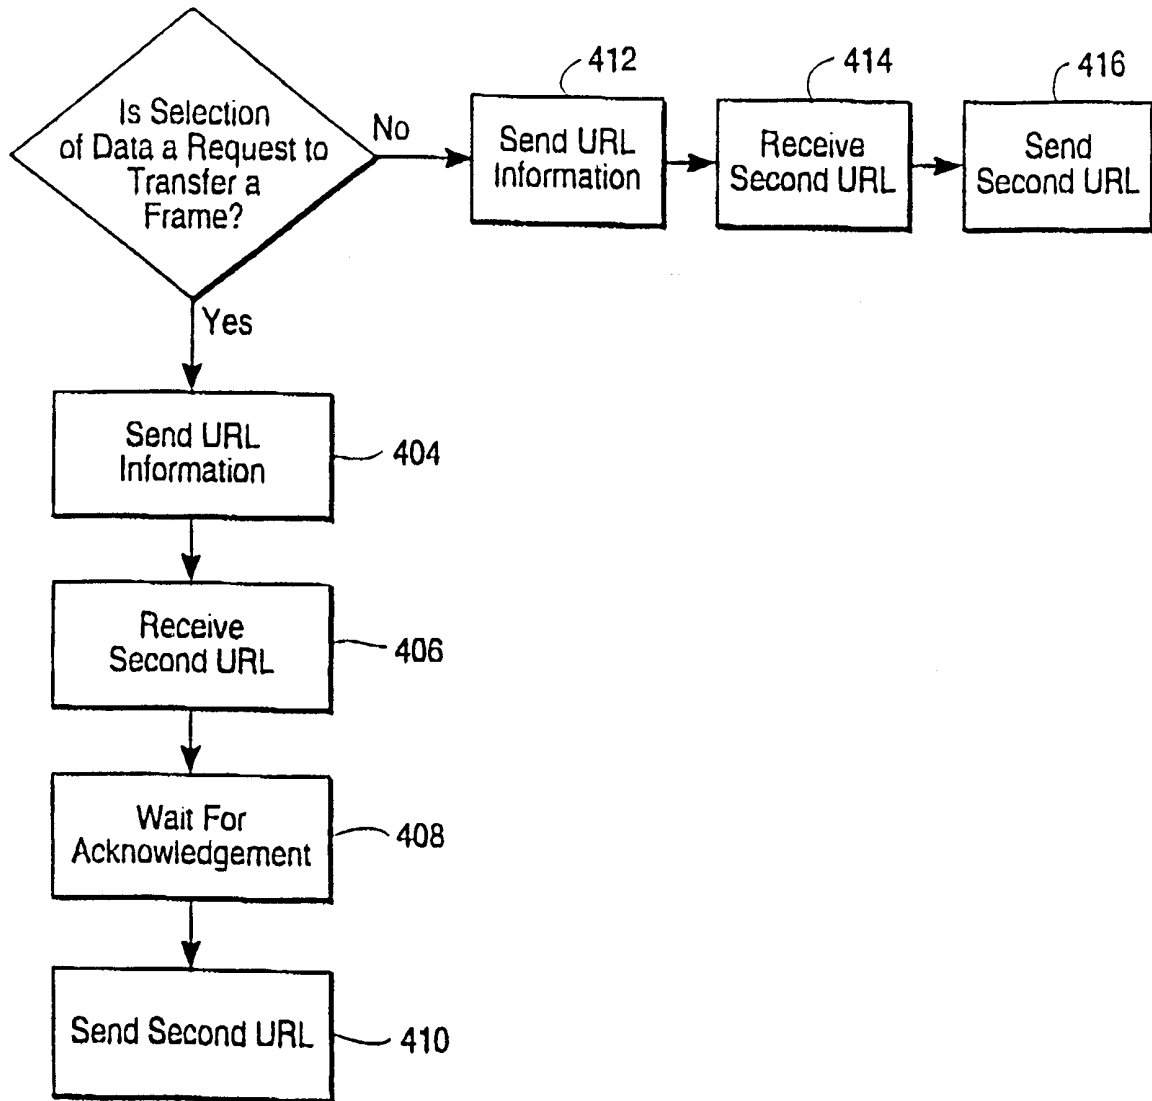 Is Selection
of Data a Request to
Transfer a
Frame?
No
412
Send URL
Information
414
Receive
Second URL
416
Send
Second URL
Yes
Send URL
Information
404
Receive
Second URL
406
Wait For
Acknowledgement
408
Send Second URL
410